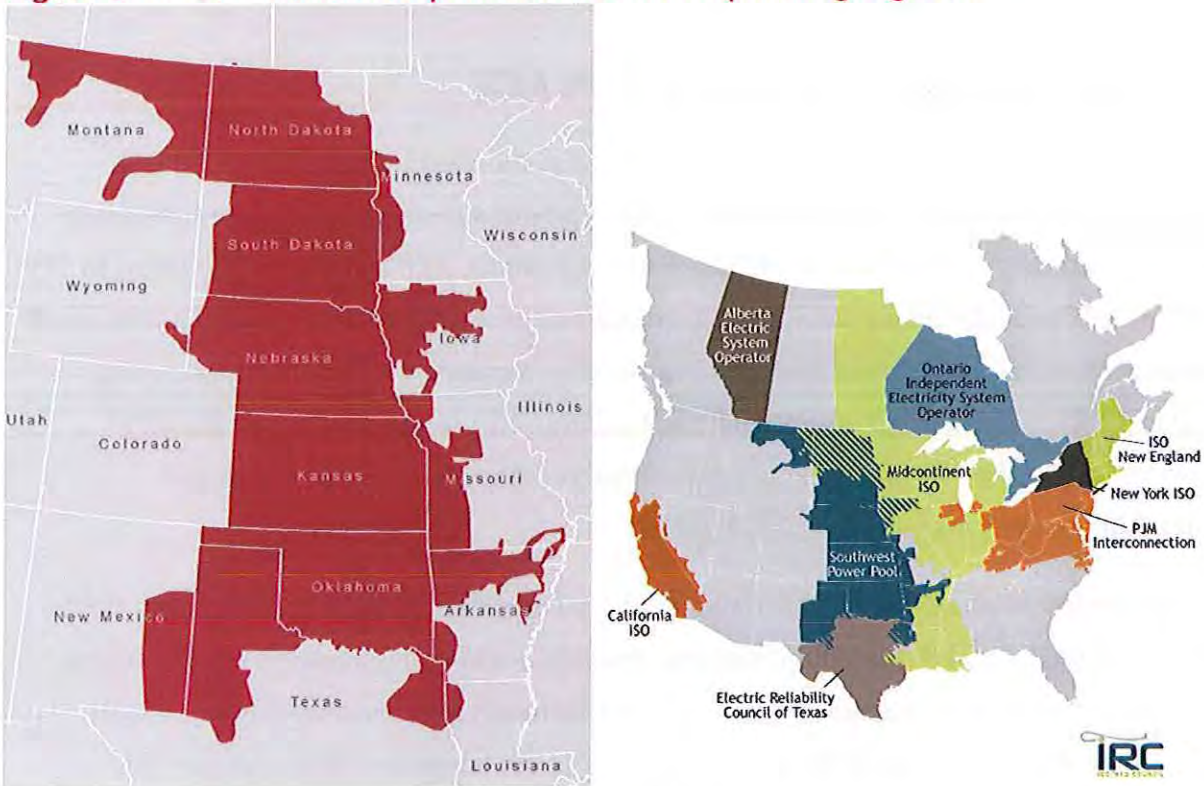 Montana
North Dakota
Minnesota
South Dakota
Wisconsin
Wyoming
Iowa
Nebraska
Illinois
Utah
Colorado
Kansas
Missouri
Oklahoma
Arkansas
New Mexico
Texas
Louisiana
Alberta
Electric
System
Operator
Ontario
Independent
Electricity System
Operator
ISO
New England
Midcontinent
ISO
New York ISO
PJM
Interconnection
Southwest
Power Pool
California
ISO
Electric Reliability
Council of Texas
IRC